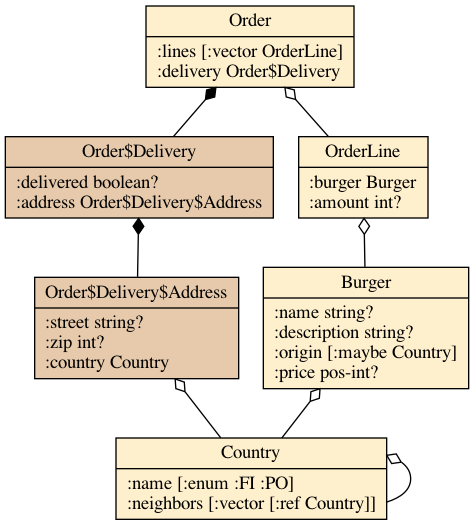 Order
:lines [:vector OrderLine]
:delivery Order$Delivery
Order$Delivery
:delivered boolean?
:address Order$Delivery$Address
OrderLine
:burger Burger
:amount int?
Order$Delivery$Address
:street string?
:zip int?
:country Country
Burger
:name string?
:description string?
:origin [:maybe Country]
:price pos-int?
Country
:name [:enum :FI :PO]
:neighbors [:vector [:ref Country]]